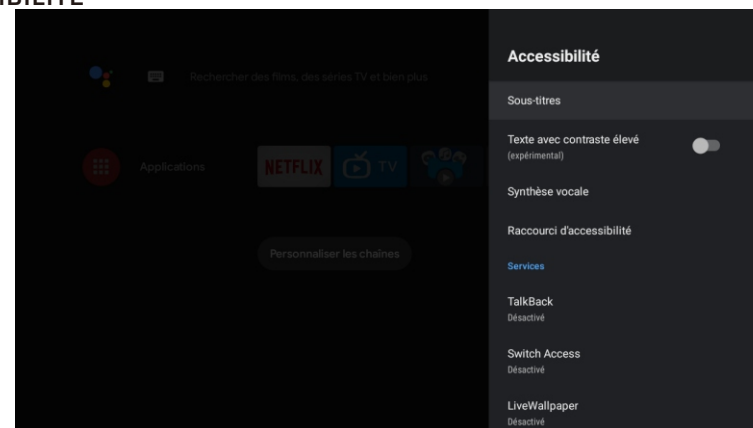 Accessibilité
Rechercher des films, des séries TV et bien plus
Sous-titres
Texte avec contraste élevé
(expérimental)
Applications
NETFLIX
TV
Synthèse vocale
Raccourci d'accessibilité
Personnaliser les chaînes
Services
TalkBack
Désactivé
Switch Access
Désactivé
LiveWallpaper
Désactivé